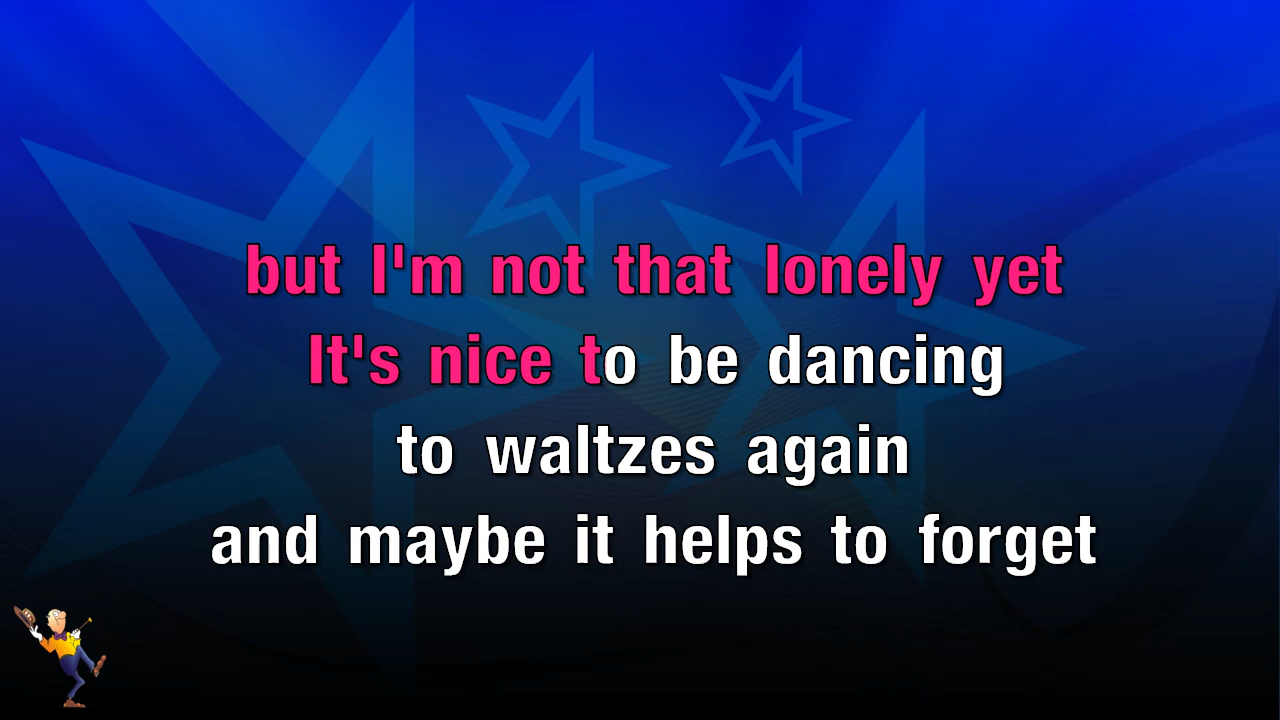 but I'm not that lonely yet
It's nice to be dancing
to waltzes again
and maybe it helps to forget